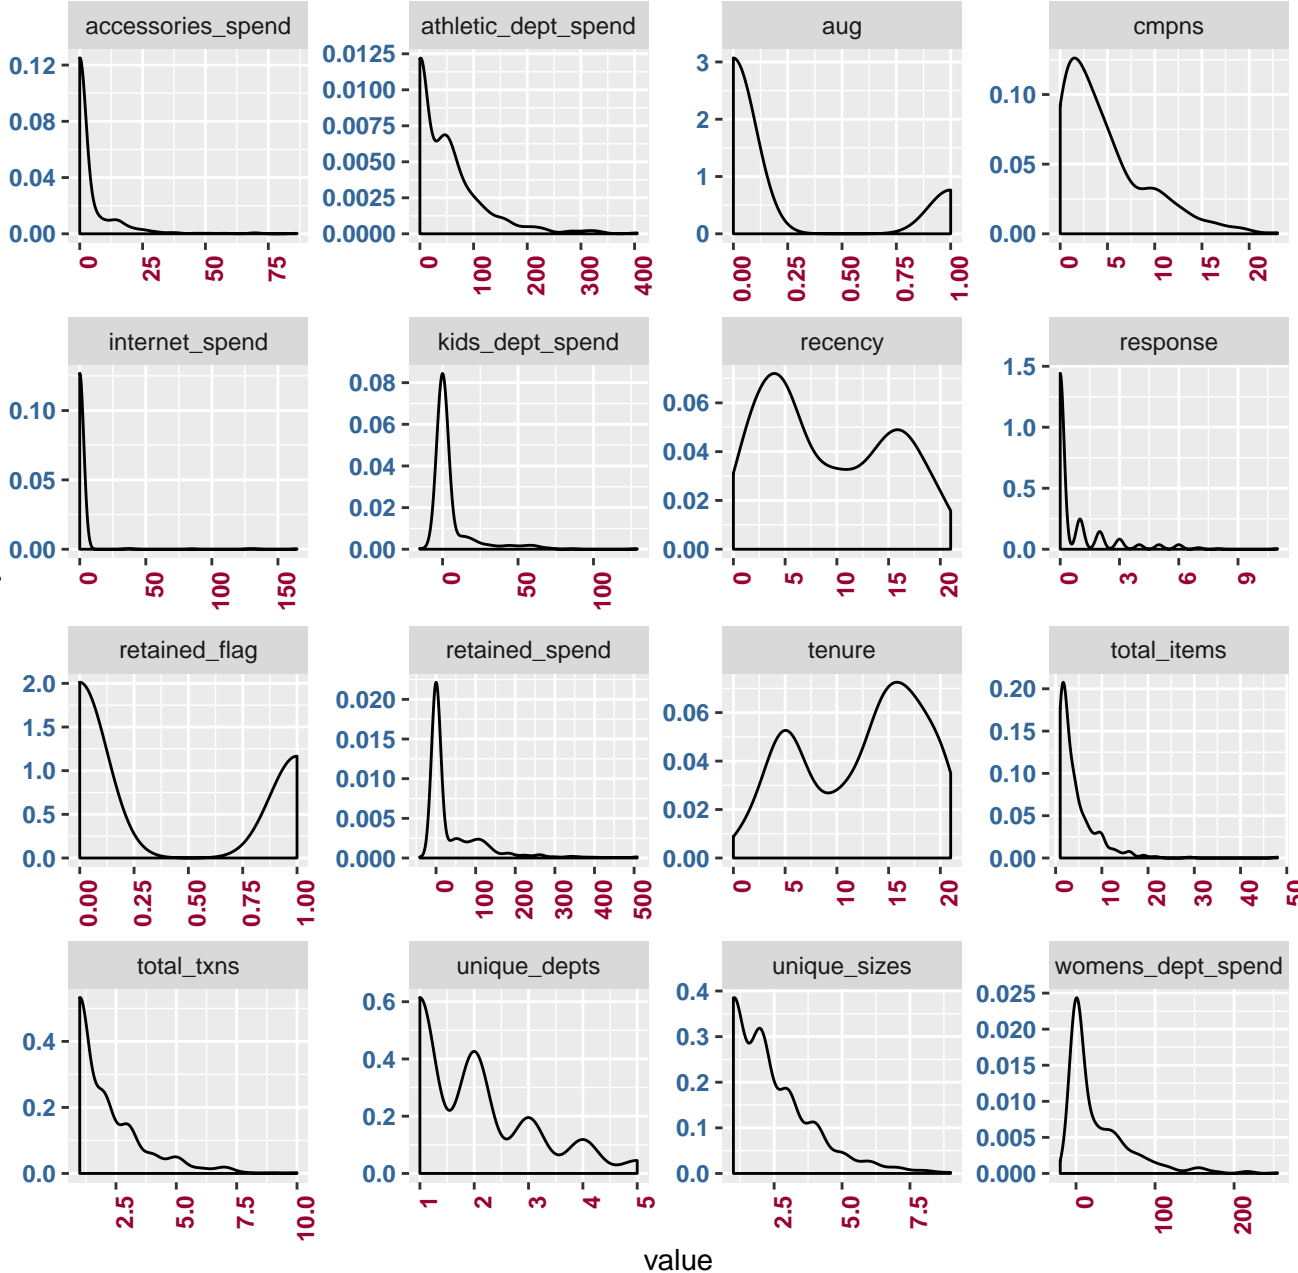 accessories_spend athletic_dept_spend aug cmpns
0.12 0.0125 3 0.10
0.08 0.0100 2 0.05
0.04 0.0075 1 0.00
0.00 0.0050 0
0.0025
0.0000
0 25 50 75 0 100 200 300 400 0.00 0.25 0.50 0.75 1.00 0 5 10 15 20
internet_spend kids_dept_spend recency response
0.10 0.08 0.06 1.5
0.05 0.06 0.04 1.0
0.00 0.04 0.02 0.5
0.02 0.00 0.0
0.00
0 50 100 150 0 50 100 0 5 10 15 20 0 3 6 9
retained_flag retained_spend tenure total_items
2.0 0.020 0.06 0.20
1.5 0.015 0.04 0.15
1.0 0.010 0.02 0.10
0.5 0.005 0.00 0.05
0.0 0.000 0.00
0.00 0.25 0.50 0.75 1.00 0 100 200 300 400 500 0 5 10 15 20 0 10 20 30 40 50
total_txns unique_depts unique_sizes womens_dept_spend
0.4 0.6 0.4 0.025
0.2 0.4 0.3 0.020
0.0 0.2 0.2 0.015
0.0 0.1 0.010
0.0 0.005
0.000
2.5 5.0 7.5 10.0 1 2 3 4 5 2.5 5.0 7.5 0 100 200
value